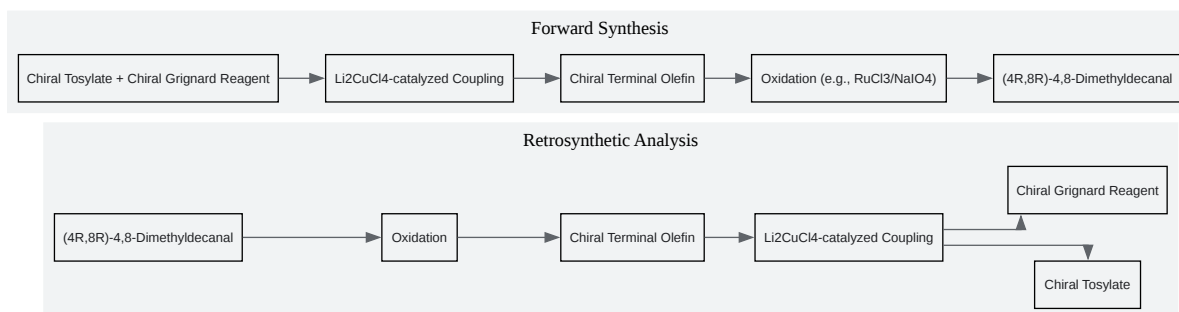 Forward Synthesis
Chiral Tosylate + Chiral Grignard Reagent
Li2CuCl4-catalyzed Coupling
Chiral Terminal Olefin
Oxidation (e.g., RuCl3/NaIO4)
(4R,8R)-4,8-Dimethyldecanal
Retrosynthetic Analysis
Chiral Grignard Reagent
(4R,8R)-4,8-Dimethyldecanal
Oxidation
Chiral Terminal Olefin
Li2CuCl4-catalyzed Coupling
Chiral Tosylate